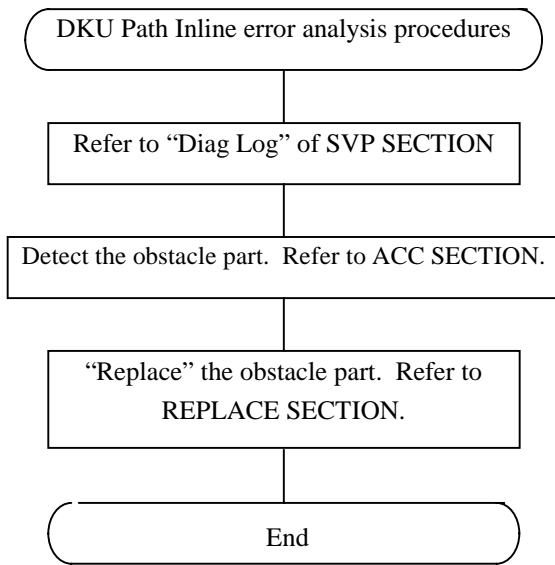 DKU Path Inline error analysis procedures
Refer to “Diag Log” of SVP SECTION
Detect the obstacle part.  Refer to ACC SECTION.
“Replace” the obstacle part.  Refer to
REPLACE SECTION.
End